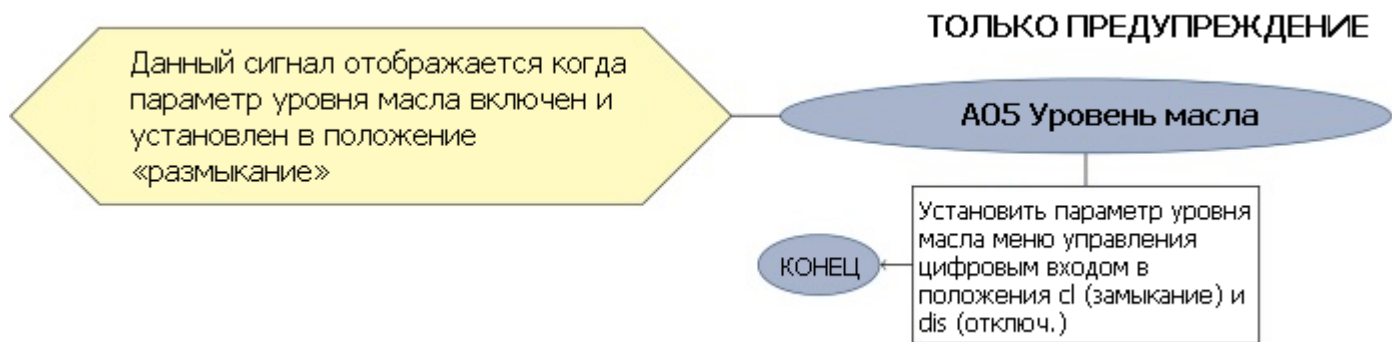 ТОЛЬКО ПРЕДУПРЕЖДЕНИЕ
Данный сигнал отображается когда
параметр уровня масла включен и
установлен в положение
«размыкание»
А05 Уровень масла
Установить параметр уровня
масла меню управления
цифровым входом в
положения cl (замыкание) и
dis (отключ.)
КОНЕЦ